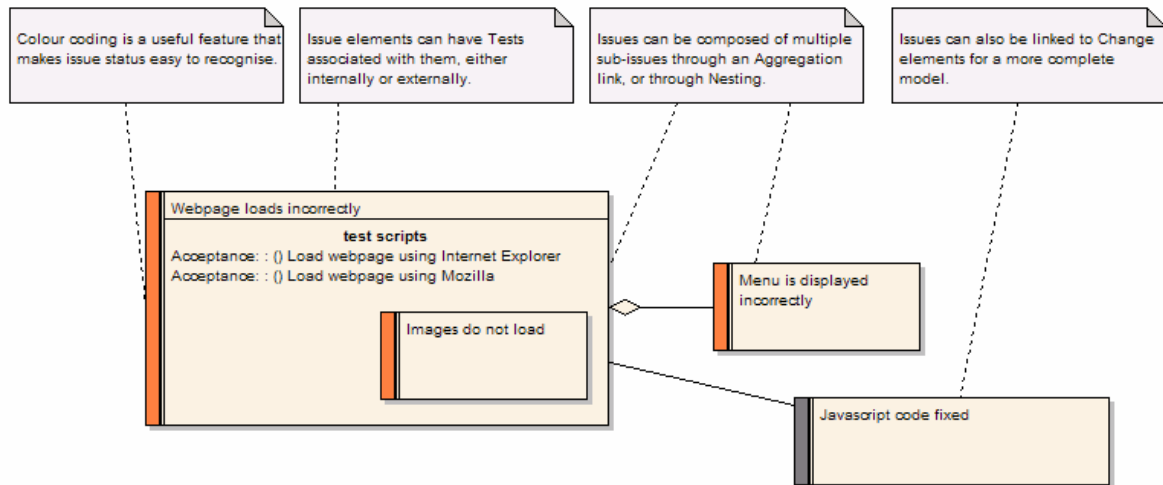 Colour coding is a useful feature that
makes issue status easy to recognise.
Issue elements can have Tests
associated with them, either
internally or externally.
Issues can be composed of multiple
sub-issues through an Aggregation
link, or through Nesting.
Issues can also be linked to Change
elements for a more complete
model.
Webpage loads incorrectly
test scripts
Acceptance: : () Load webpage using Internet Explorer
Acceptance: : () Load webpage using Mozilla
Images do not load
Menu is displayed
incorrectly
Javascript code fixed